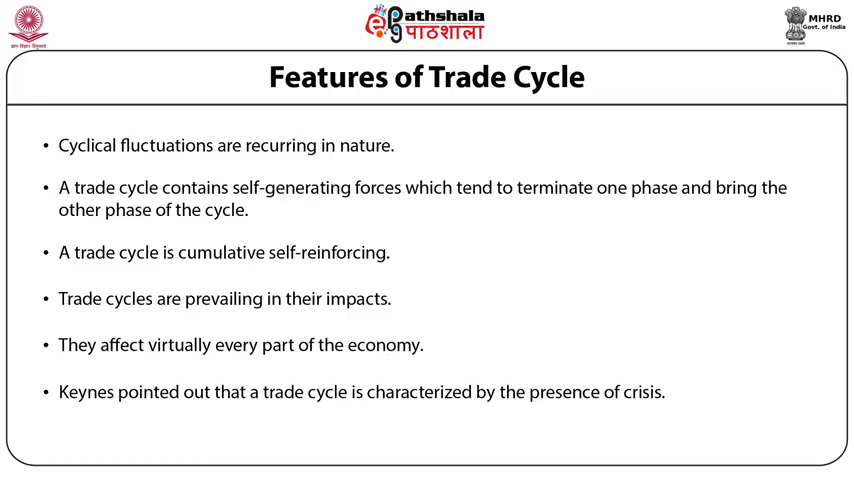 ePathshala
पाठशाला
MHRD
Govt. of India
Features of Trade Cycle
• Cyclical fluctuations are recurring in nature.
• A trade cycle contains self-generating forces which tend to terminate one phase and bring the
other phase of the cycle.
• A trade cycle is cumulative self-reinforcing.
• Trade cycles are prevailing in their impacts.
• They affect virtually every part of the economy.
• Keynes pointed out that a trade cycle is characterized by the presence of crisis.